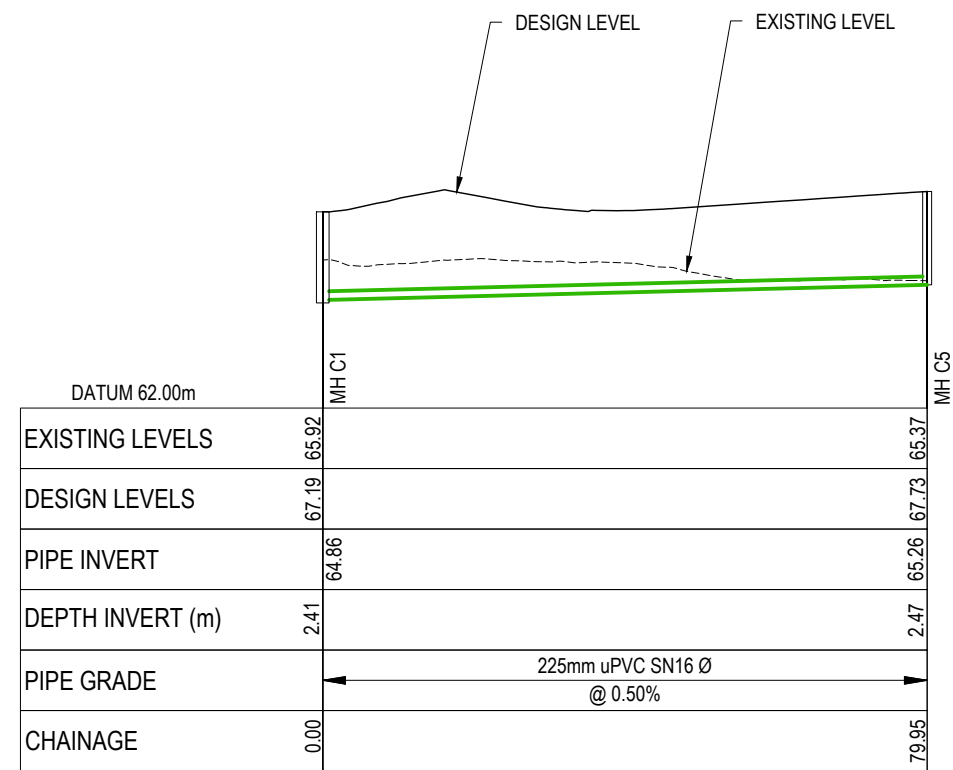 DESIGN LEVEL
EXISTING LEVEL
MH C1
MH C5
DATUM 62.00m
EXISTING LEVELS 65.92 65.37
DESIGN LEVELS 67.19 67.73
PIPE INVERT 64.86 65.26
DEPTH INVERT (m) 2.41 2.47
PIPE GRADE 225mm uPVC SN16 Ø
@ 0.50%
CHAINAGE 0.00 79.95